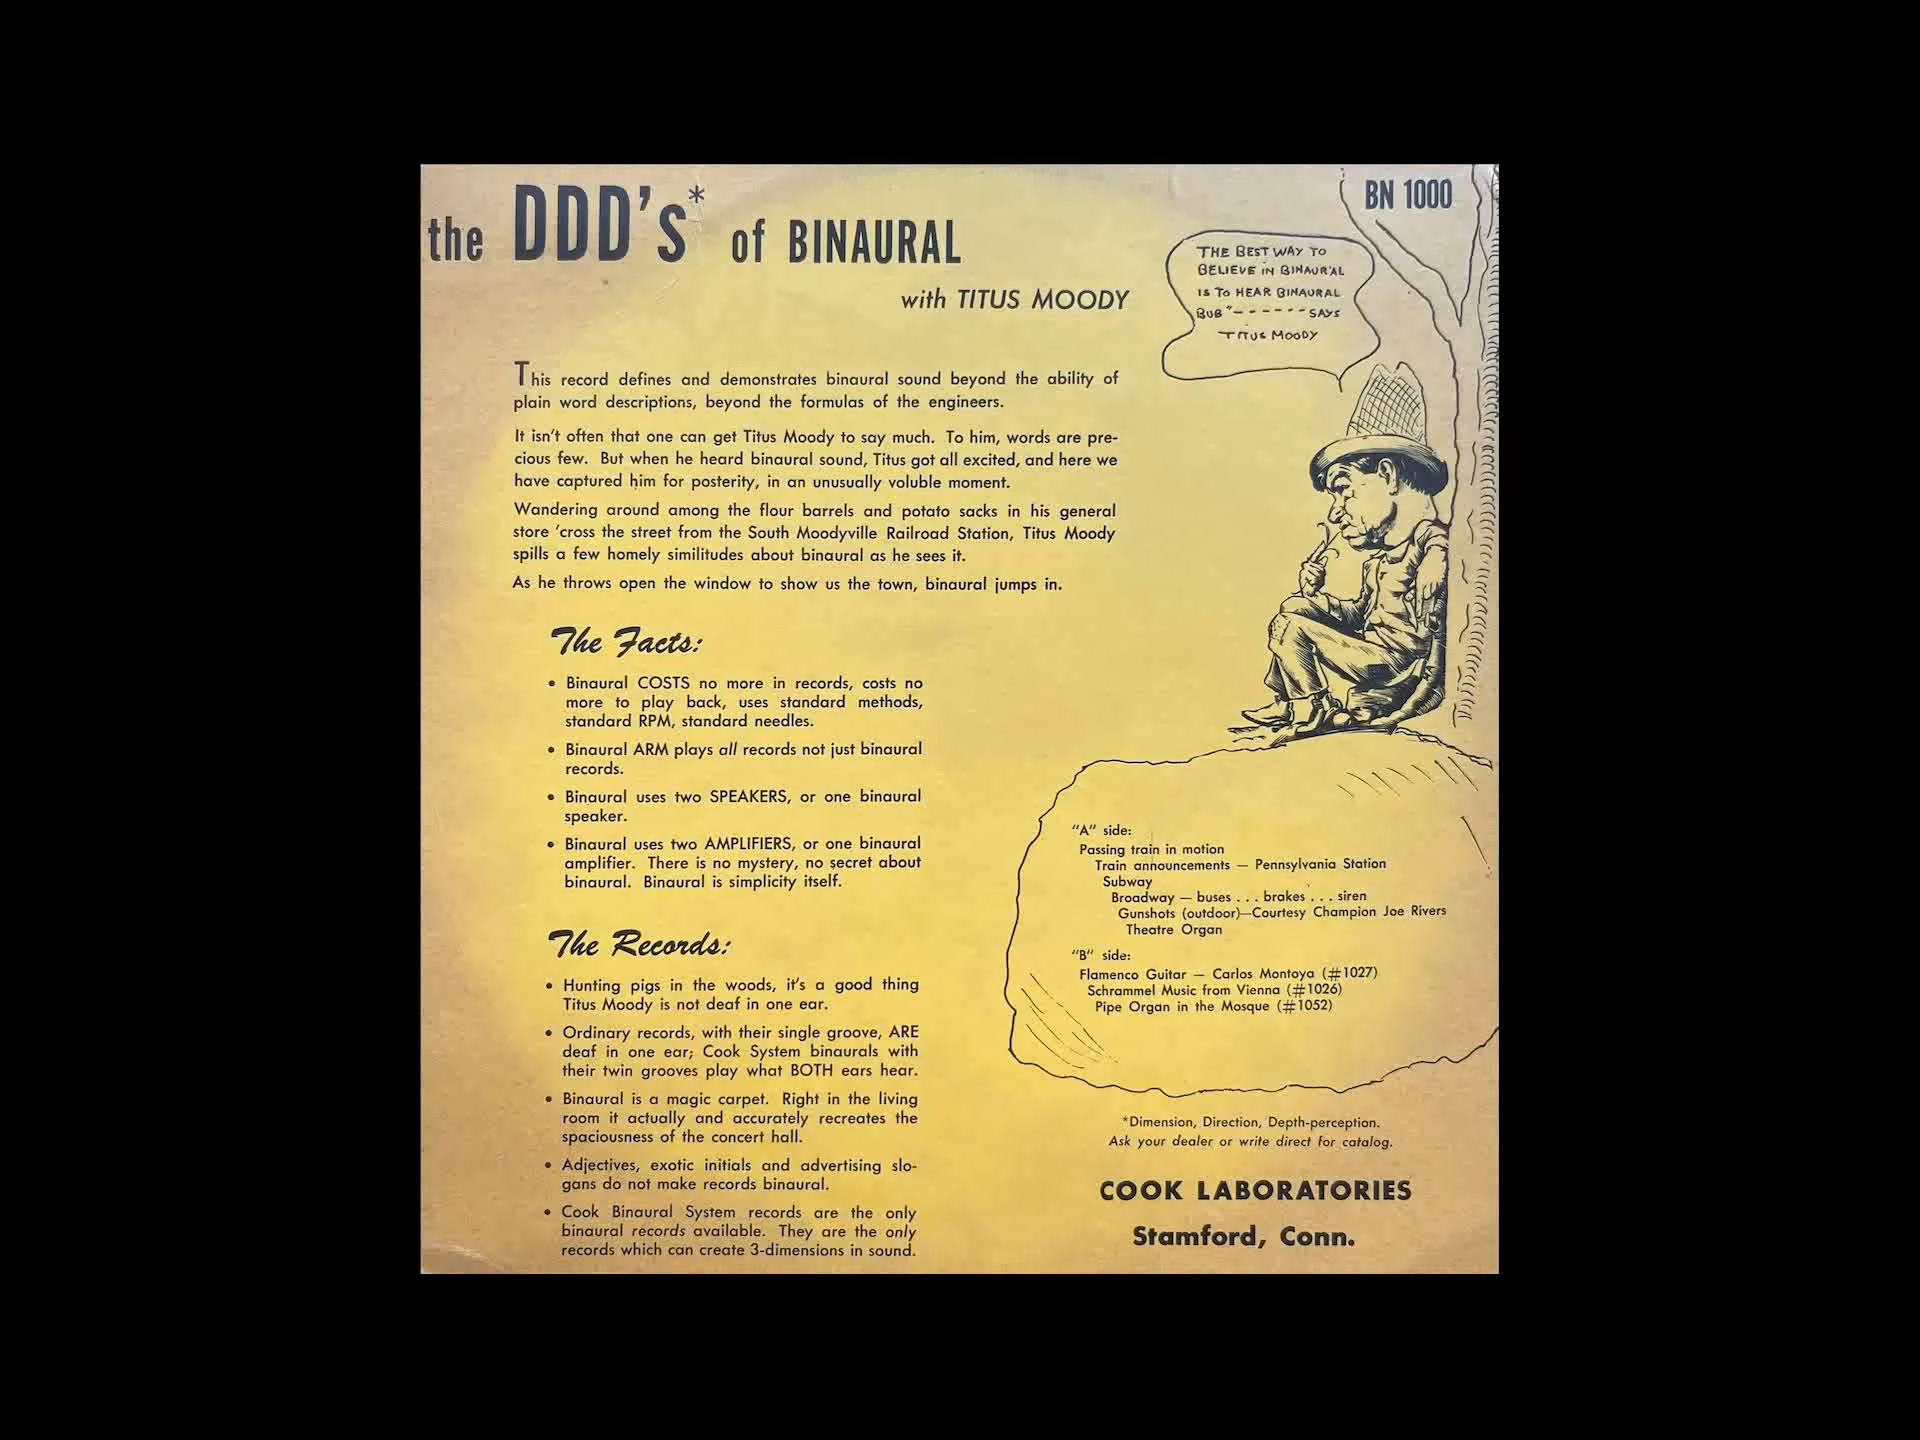 the DDD's* of BINAURAL
BN 1000
with TITUS MOODY
THE BEST WAY TO
BELIEVE IN BINAUR'AL
IS TO HEAR BINAURAL
BUB"------SAYS
TITUS MOODY
This record defines and demonstrates binaural sound beyond the ability of
plain word descriptions, beyond the formulas of the engineers.
It isn't often that one can get Titus Moody to say much. To him, words are pre-
cious few. But when he heard binaural sound, Titus got all excited, and here we
have captured him for posterity, in an unusually voluble moment.
Wandering around among the flour barrels and potato sacks in his general
store 'cross the street from the South Moodyville Railroad Station, Titus Moody
spills a few homely similitudes about binaural as he sees it.
As he throws open the window to show us the town, binaural jumps in.
The Facts:
• Binaural COSTS no more in records, costs no
more to play back, uses standard methods,
standard RPM, standard needles.
• Binaural ARM plays all records not just binaural
records.
• Binaural uses two SPEAKERS, or one binaural
speaker.
• Binaural uses two AMPLIFIERS, or one binaural
amplifier. There is no mystery, no secret about
binaural. Binaural is simplicity itself.
The Records:
• Hunting pigs in the woods, it's a good thing
Titus Moody is not deaf in one ear.
• Ordinary records, with their single groove, ARE
deaf in one ear; Cook System binaurals with
their twin grooves play what BOTH ears hear.
• Binaural is a magic carpet. Right in the living
room it actually and accurately recreates the
spaciousness of the concert hall.
• Adjectives, exotic initials and advertising slo-
gans do not make records binaural.
• Cook Binaural System records are the only
binaural records available. They are the only
records which can create 3-dimensions in sound.
"A" side:
Passing train in motion
Train announcements — Pennsylvania Station
Subway
Broadway — buses . . . brakes . . . siren
Gunshots (outdoor)—Courtesy Champion Joe Rivers
Theatre Organ
"B" side:
Flamenco Guitar — Carlos Montoya (#1027)
Schrammel Music from Vienna (#1026)
Pipe Organ in the Mosque (#1052)
*Dimension, Direction, Depth-perception.
Ask your dealer or write direct for catalog.
COOK LABORATORIES
Stamford, Conn.